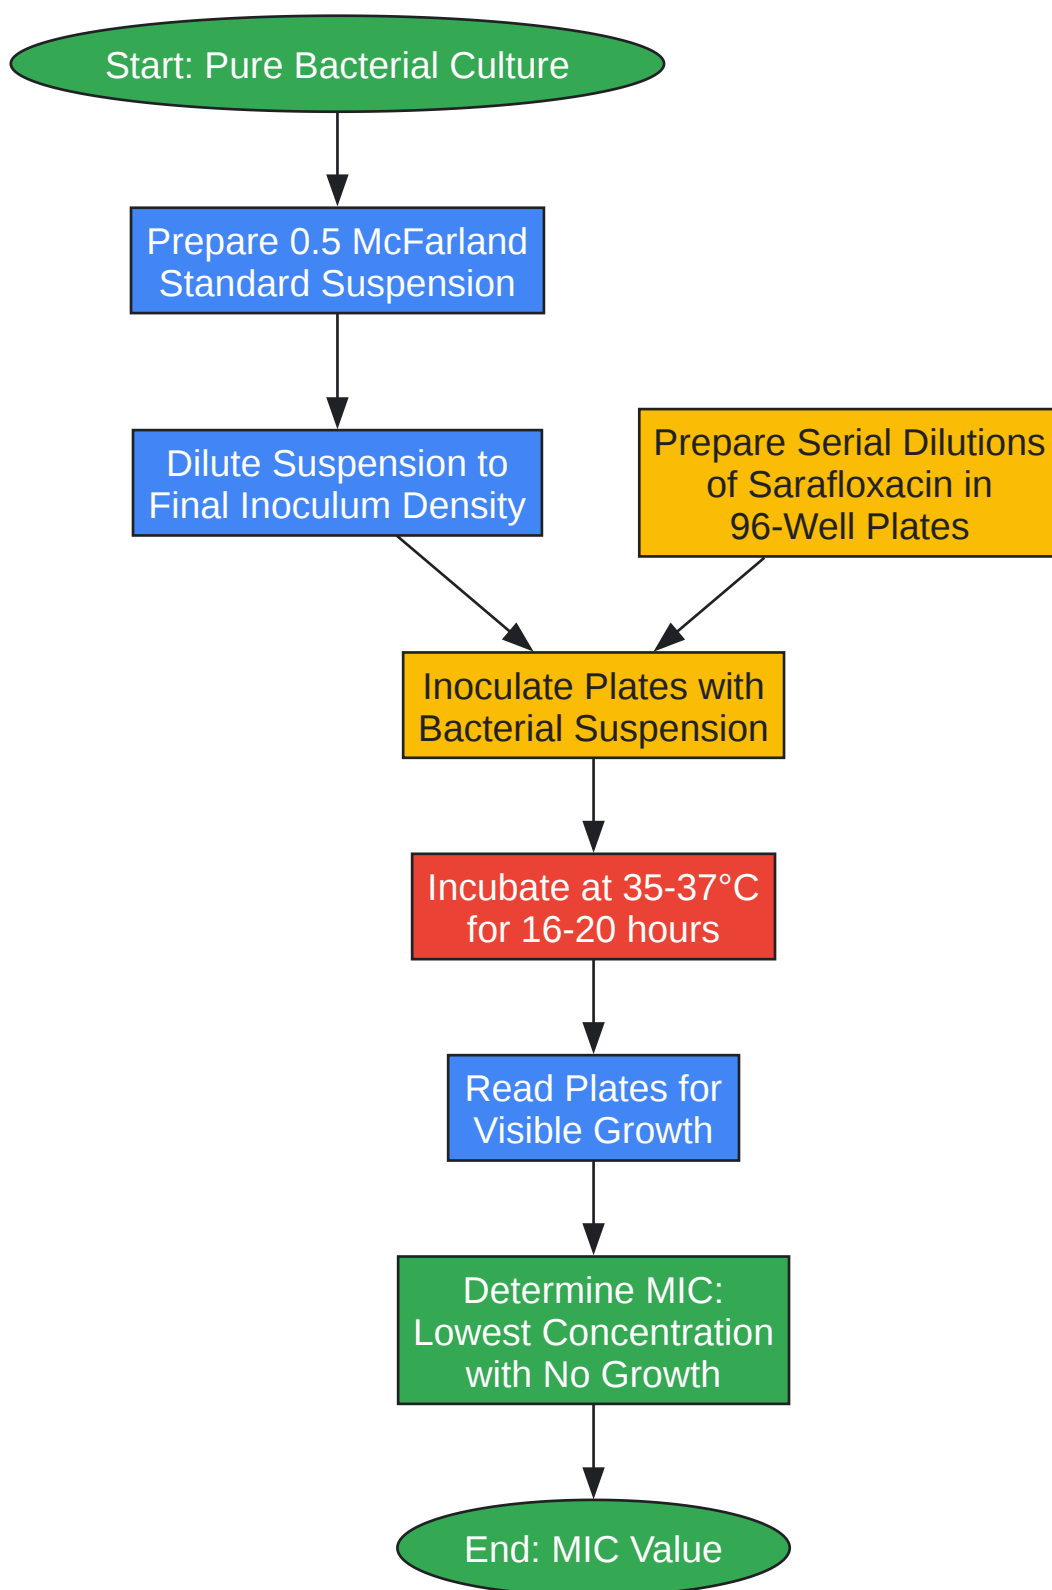 Start: Pure Bacterial Culture
Prepare 0.5 McFarland
Standard Suspension
Dilute Suspension to
Final Inoculum Density
Prepare Serial Dilutions
of Sarafloxacin in
96-Well Plates
Inoculate Plates with
Bacterial Suspension
Incubate at 35-37°C
for 16-20 hours
Read Plates for
Visible Growth
Determine MIC:
Lowest Concentration
with No Growth
End: MIC Value